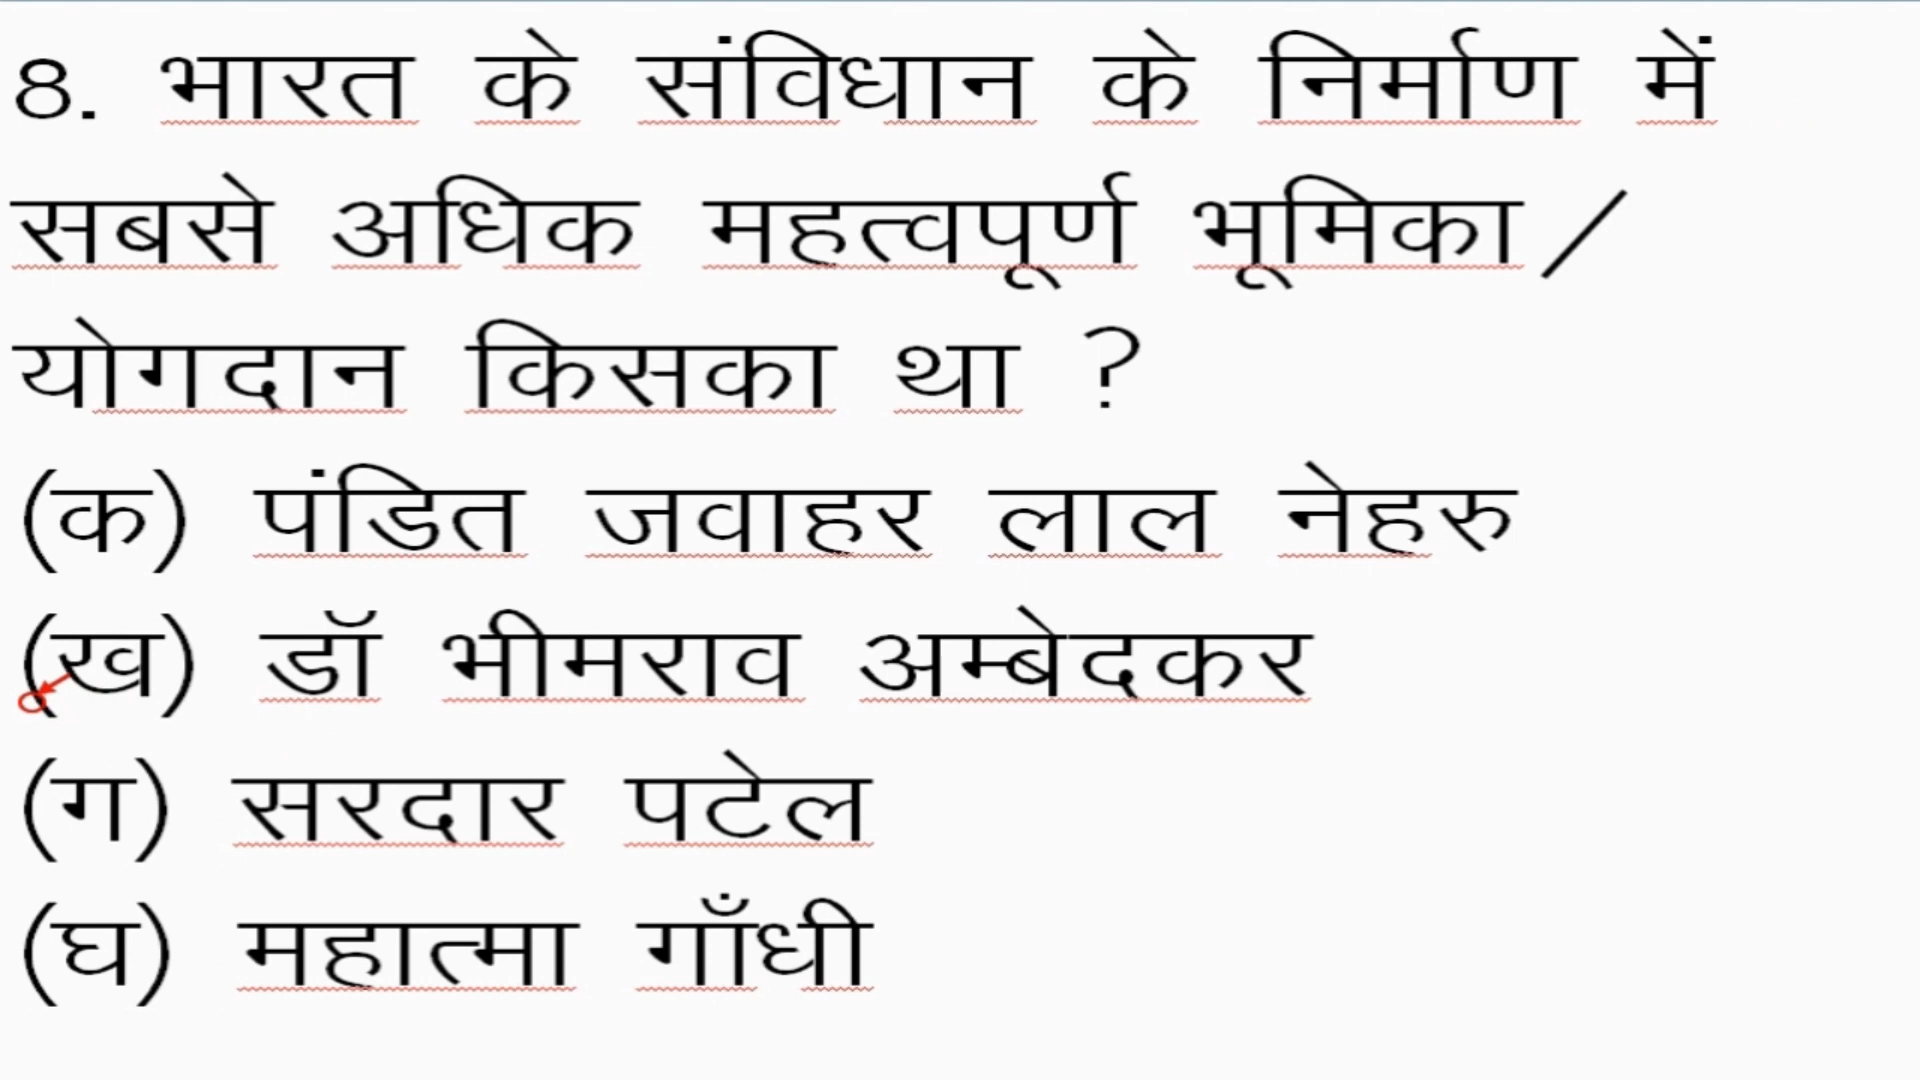 8. भारत के संविधान के निर्माण में
सबसे अधिक महत्वपूर्ण भूमिका/
योगदान किसका था ?
(क) पंडित जवाहर लाल नेहरु
(ख) डॉ भीमराव अम्बेदकर
(ग) सरदार पटेल
(घ) महात्मा गाँधी